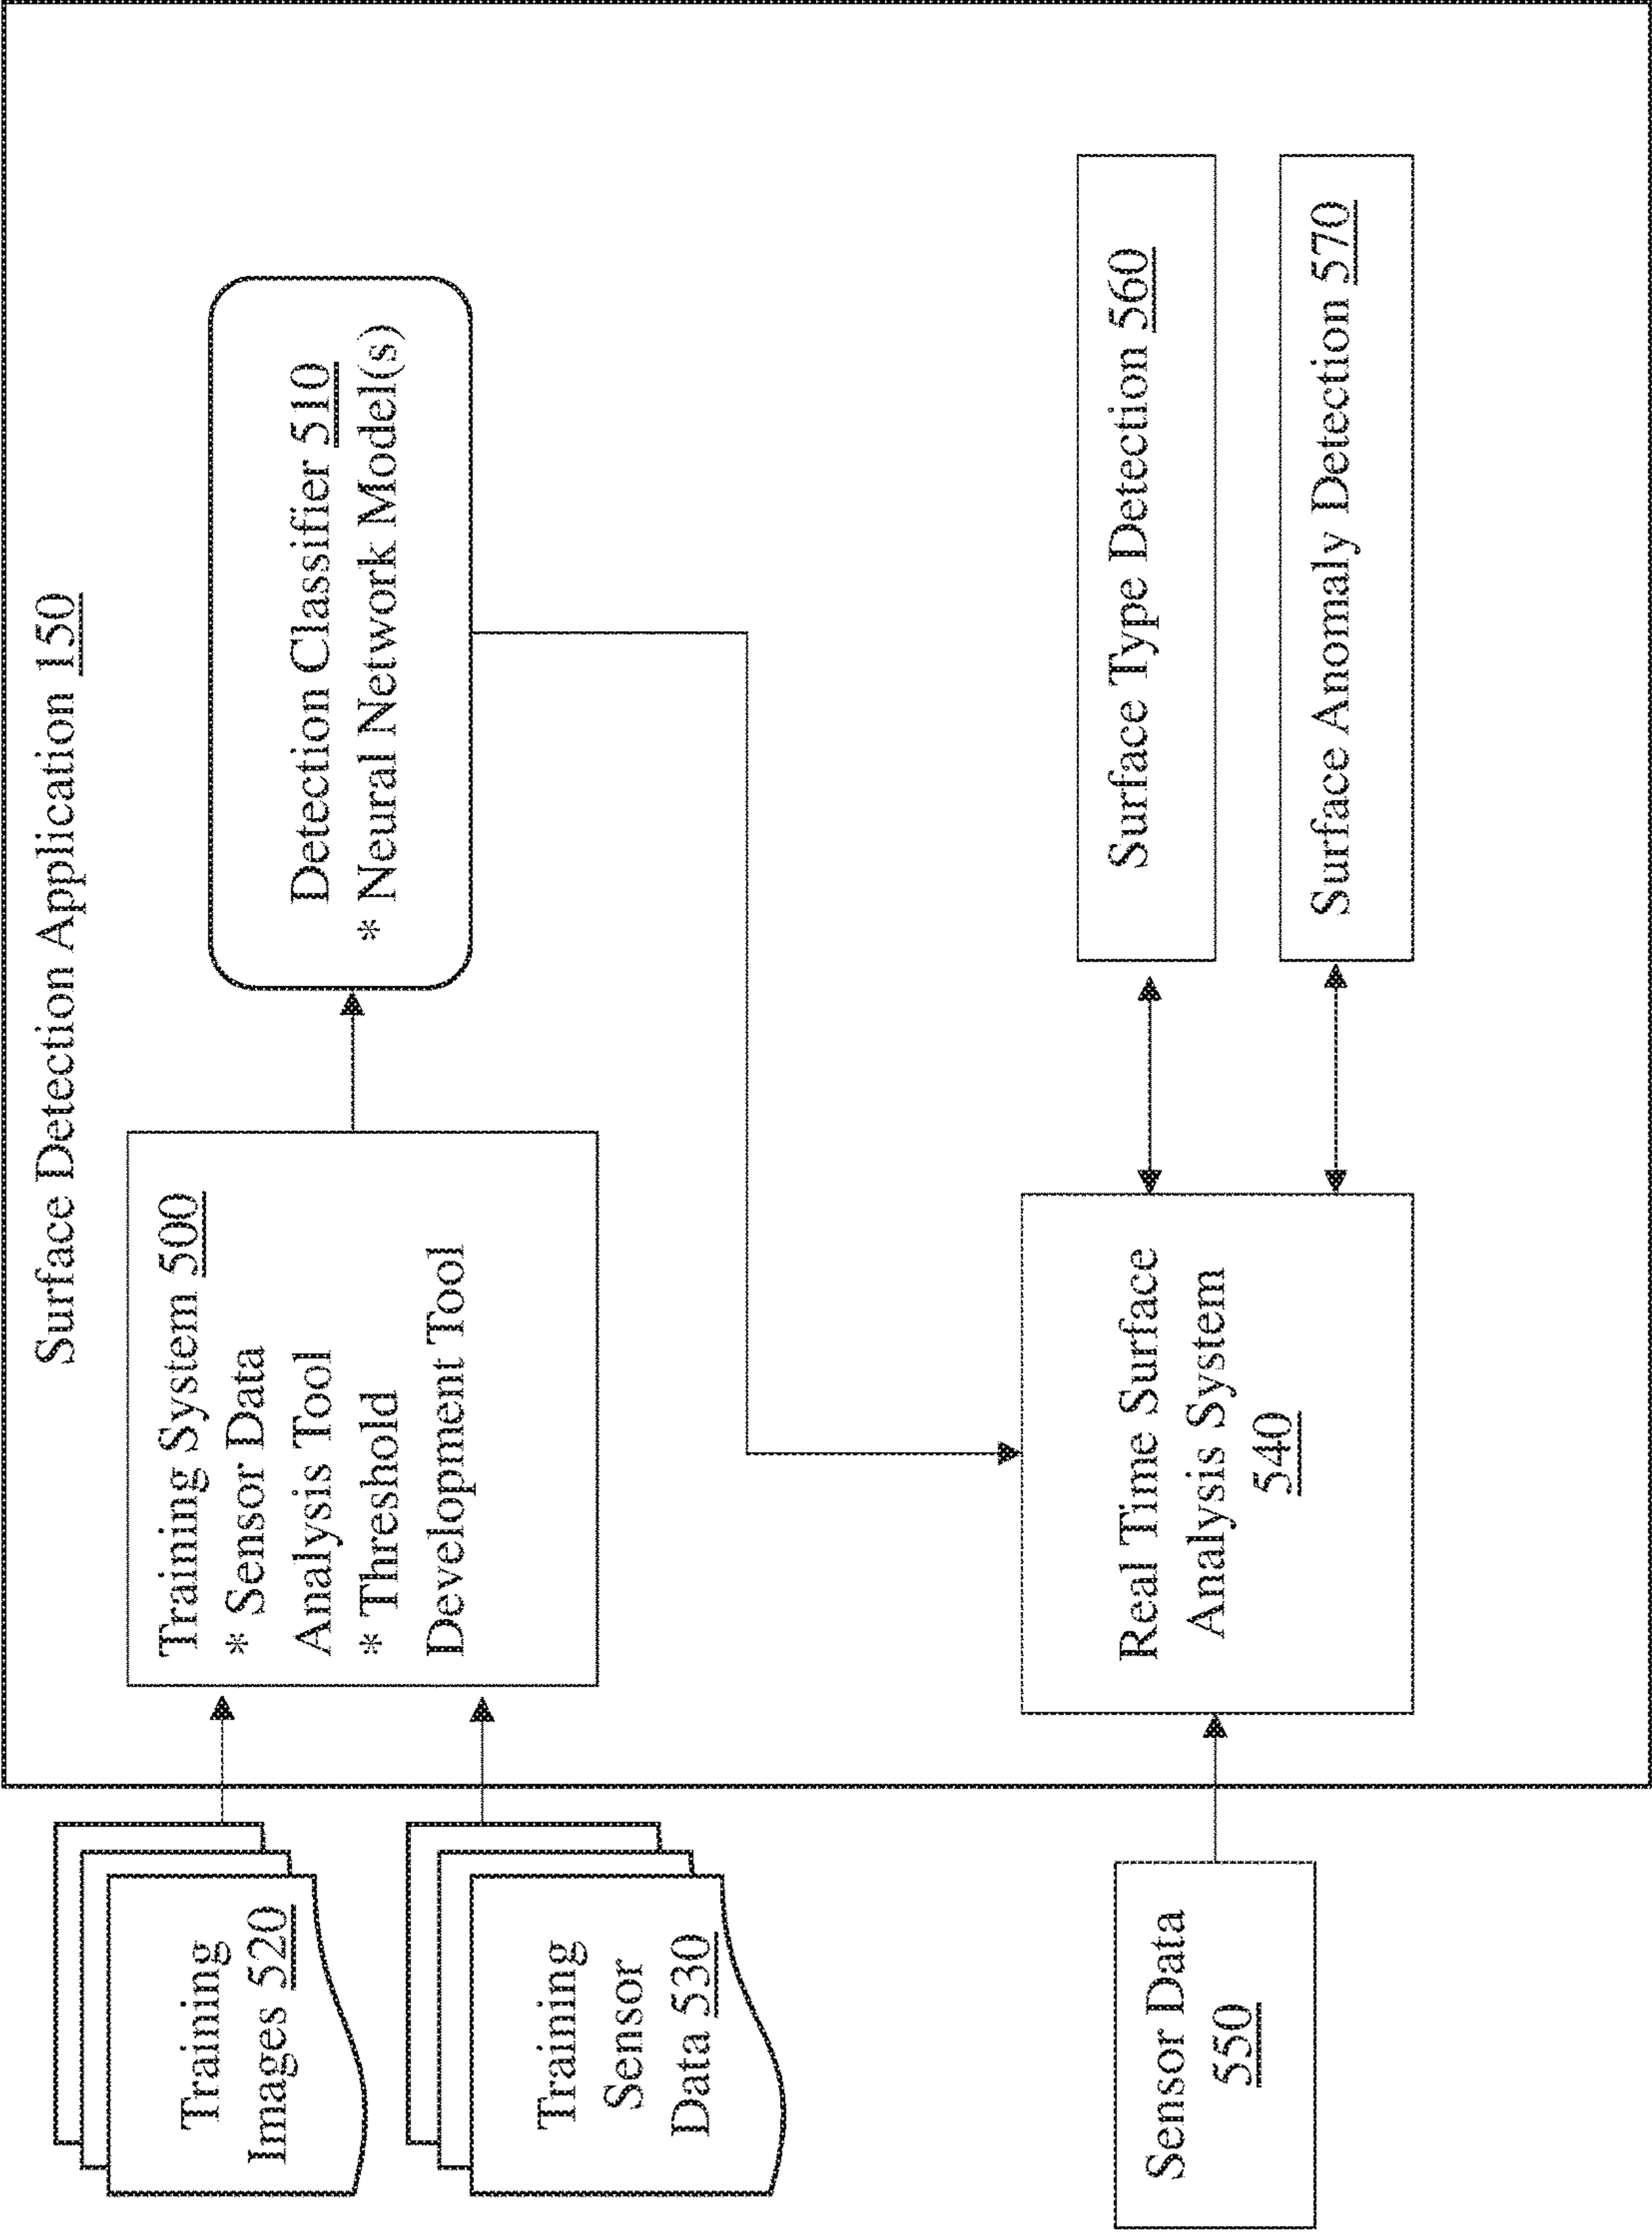 Surface Detection Application 150
Training
Images 520
Training
Sensor
Data 530
Training System 500
* Sensor Data
Analysis Tool
* Threshold
Development Tool
Detection Classifier 510
* Neural Network Model(s)
Sensor Data
550
Real Time Surface
Analysis System
540
Surface Type Detection 560
Surface Anomaly Detection 570